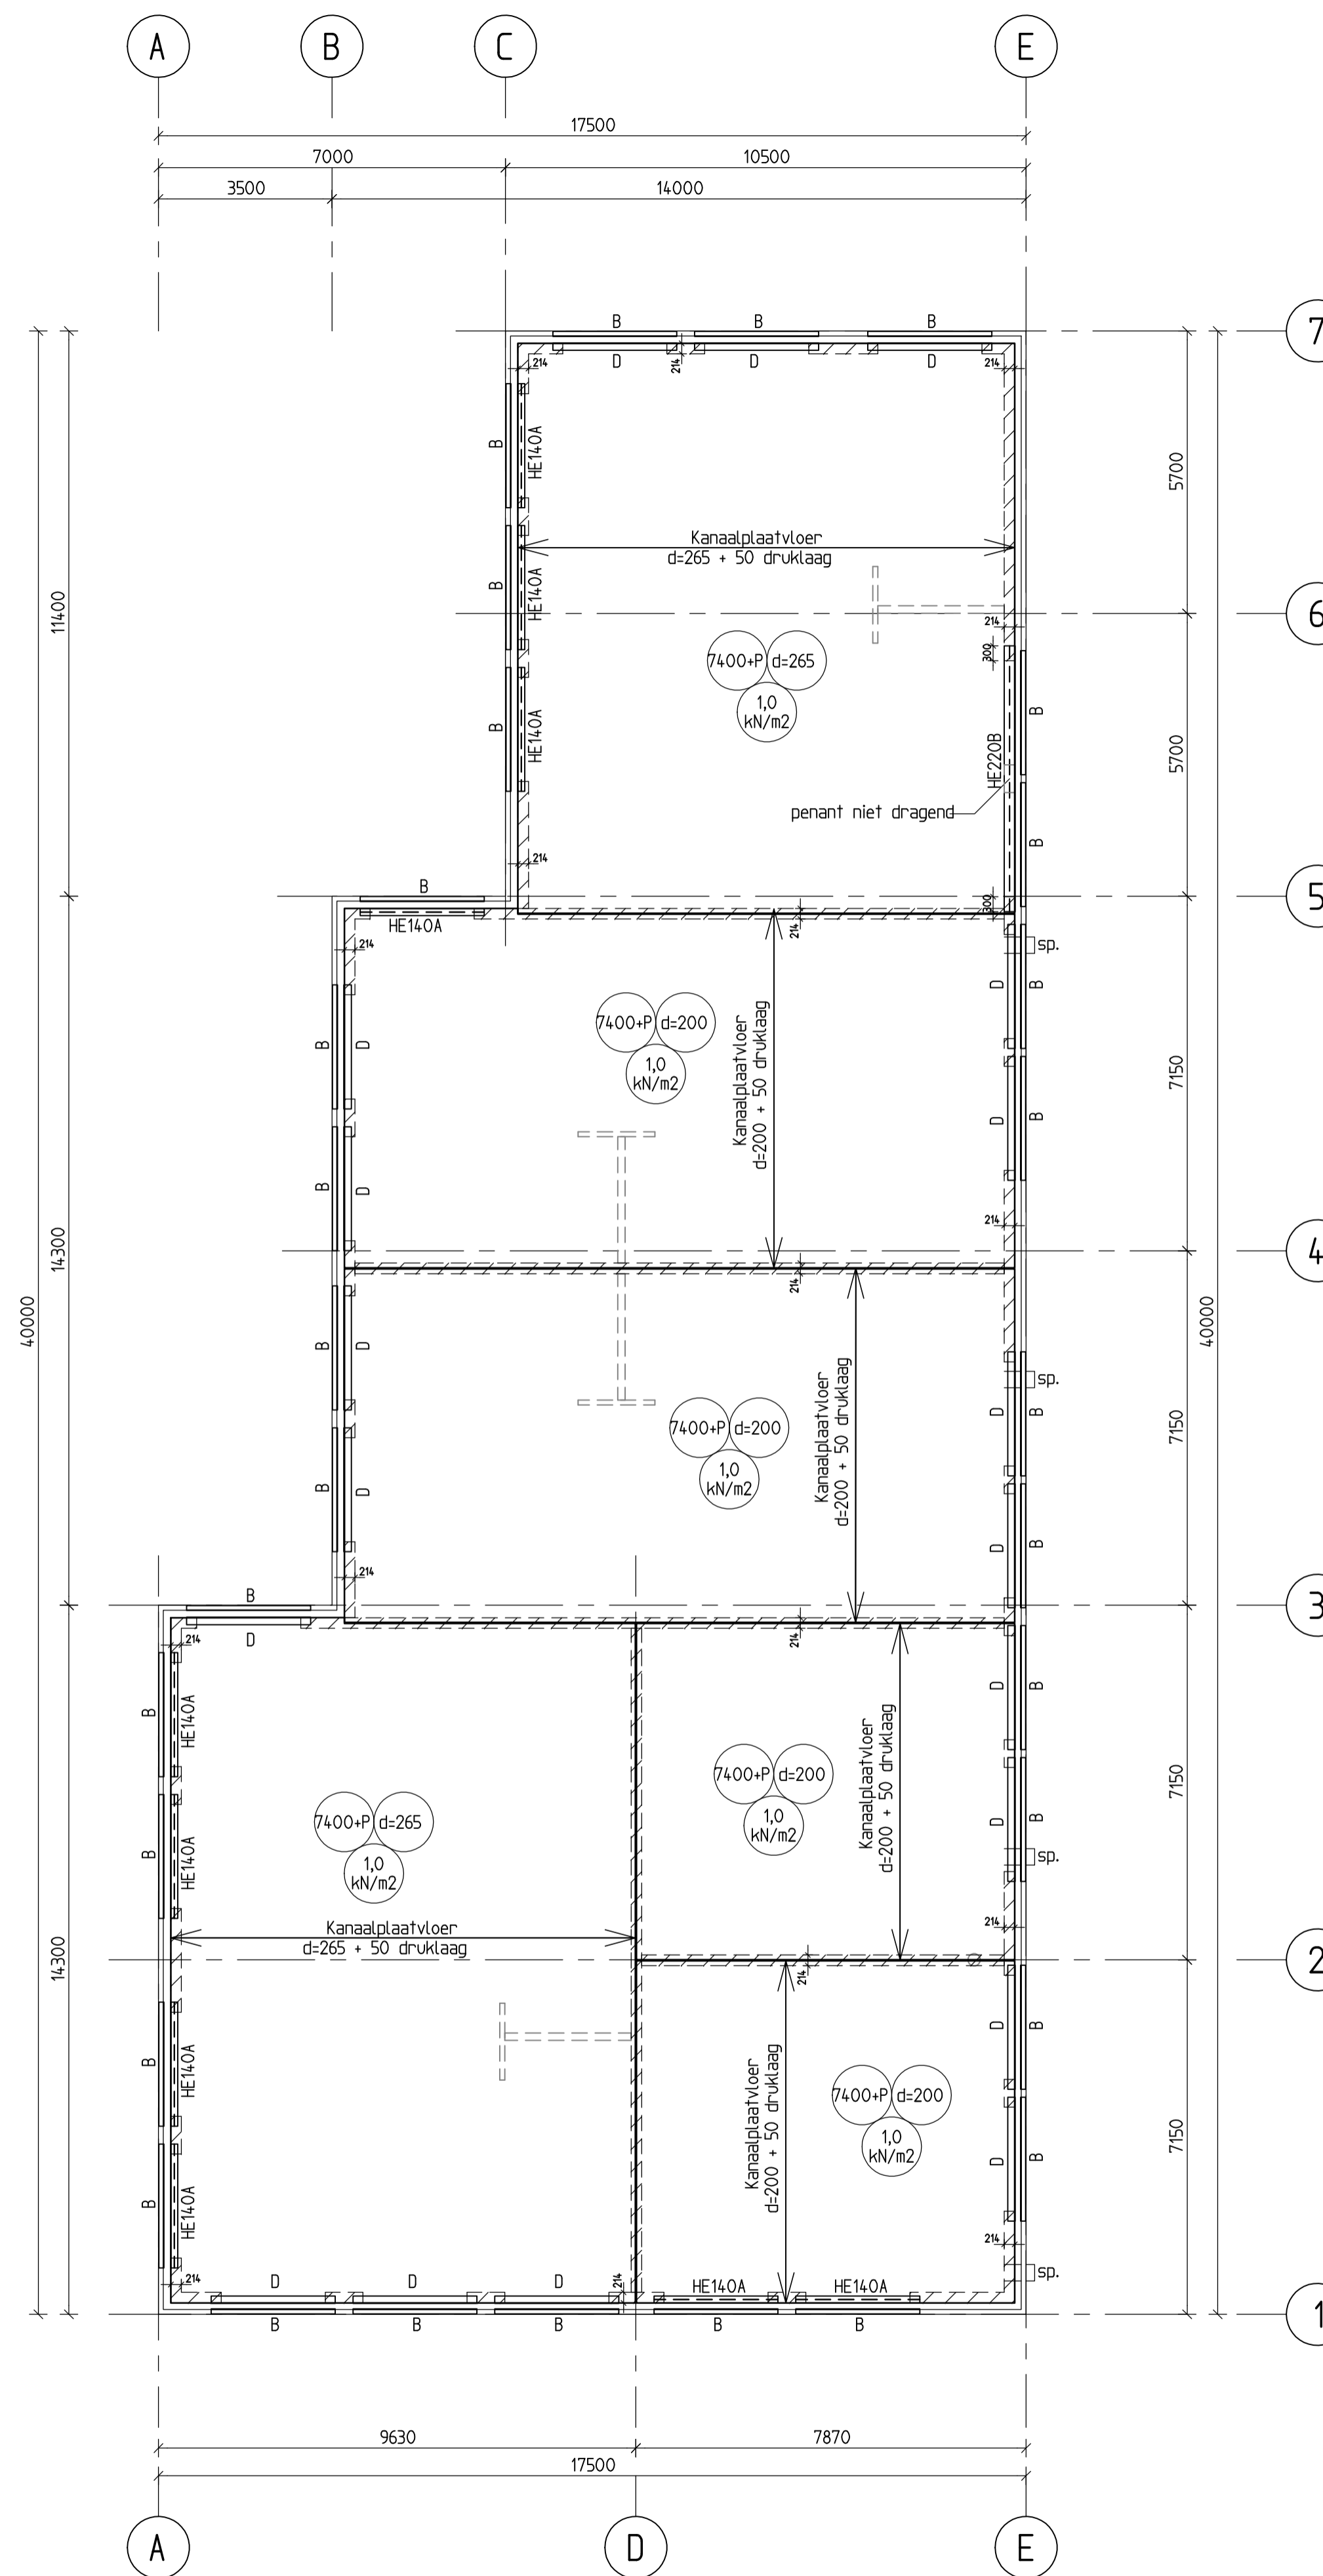 A B C E
17500
7000 10500
3500 14000
7
B B B
D D D
214 214 214
B HE140A
5700
Kanaalplaatvloer
d=265 + 50 druklaag
B HE140A
11400
6
214
300
7400+P d=265
1,0
kN/m2
B HE140A
HE220B
B
5700
penant niet dragend
B
214
B
5
HE140A
300
214
214
sp.
7400+P d=200
1,0
kN/m2
Kanaalplaatvloer
d=200 + 50 druklaag
B D
D B
7150
D B
B D
214
14300
4
214
40000
40000
B D
Kanaalplaatvloer
d=200 + 50 druklaag
sp.
D B
7150
7400+P d=200
1,0
kN/m2
B D
D B
214
B
3
D
214
214
B HE140A
D B
Kanaalplaatvloer
d=200 + 50 druklaag
7400+P d=200
1,0
kN/m2
7150
7400+P d=265
1,0
kN/m2
B HE140A
D B
sp.
Kanaalplaatvloer
d=265 + 50 druklaag
214
14300
2
214
B HE140A
D B
Kanaalplaatvloer
d=200 + 50 druklaag
7400+P d=200
1,0
kN/m2
7150
B HE140A
D B
214
sp.
214
D D D
214
HE140A HE140A
1
B B B B B
9630 7870
17500
A D E